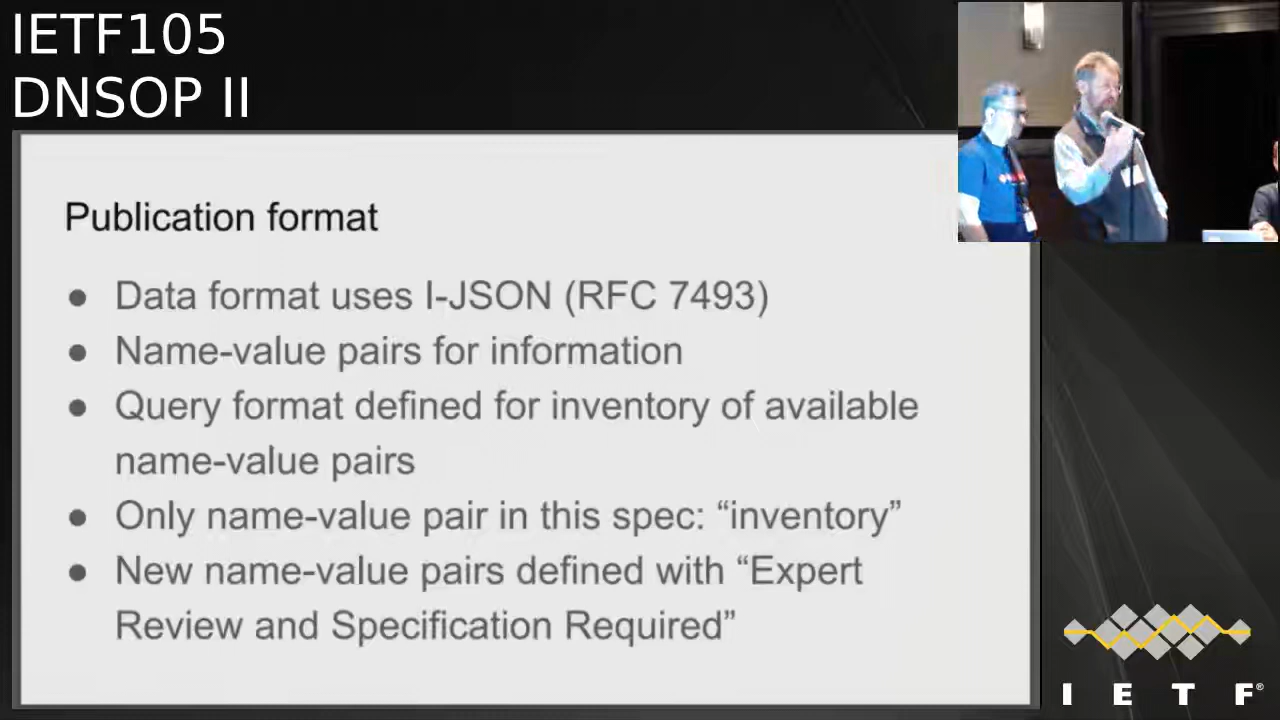 IETF105
DNSOP II
Publication format
● Data format uses I-JSON (RFC 7493)
● Name-value pairs for information
● Query format defined for inventory of available
name-value pairs
● Only name-value pair in this spec: “inventory”
● New name-value pairs defined with “Expert
Review and Specification Required”
I E T F®